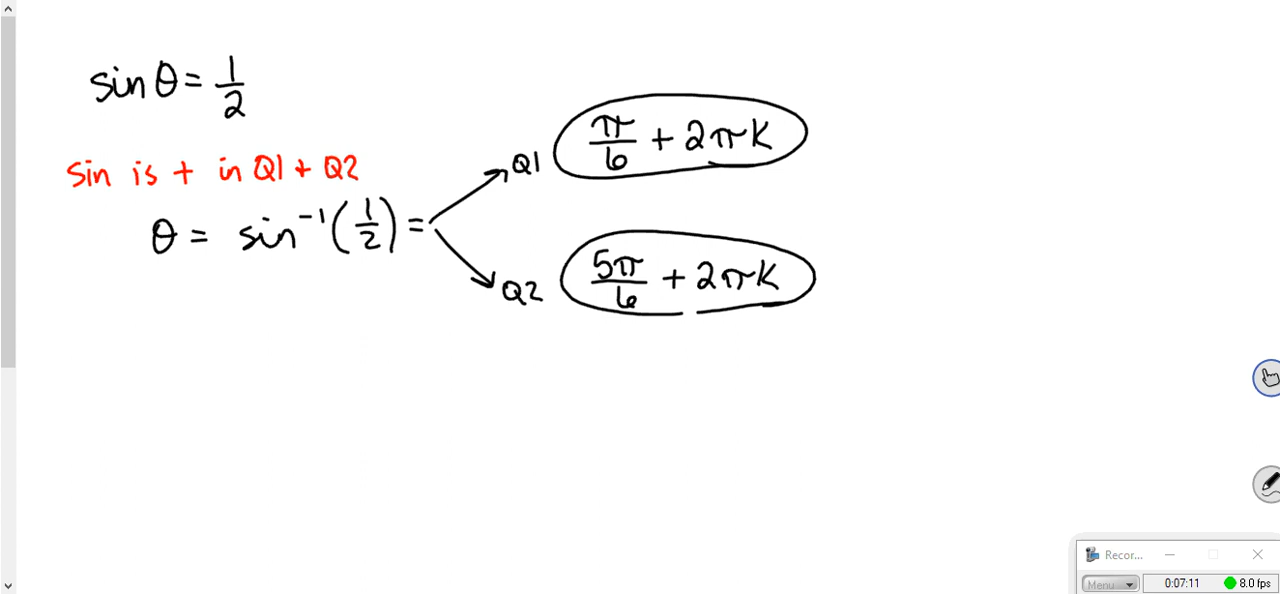 sin θ = 1/2
sin is + in Q1 + Q2
θ = sin⁻¹(1/2) =
Q1 π/6 + 2πK
Q2 5π/6 + 2πK
Recor...
Menu 0:07:11 8.0 fps